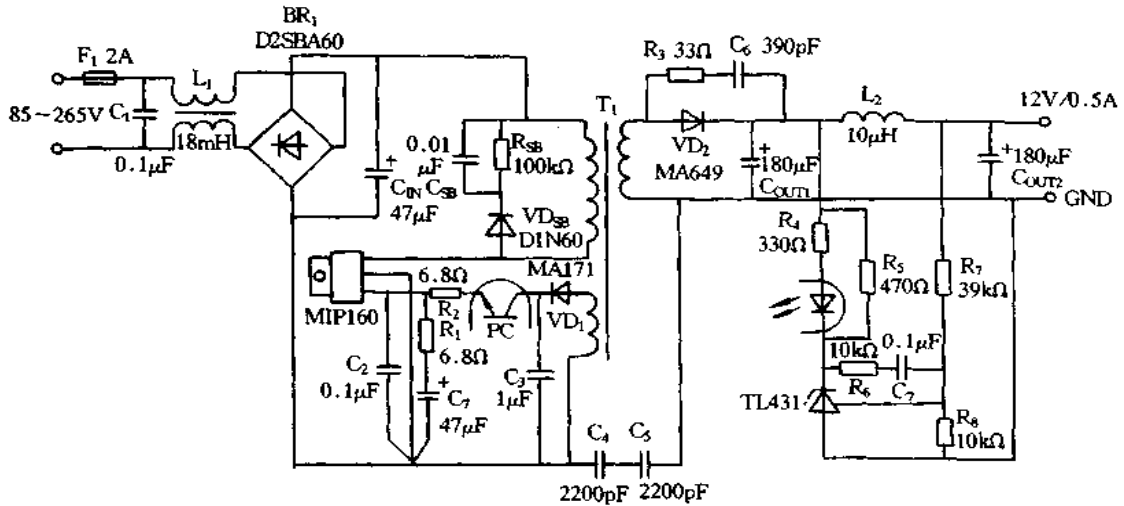 BR₁
D2SBA60
F₁ 2A
L₁
85~265V
C₁
0.1μF
18mH
0.01
μF
C_IN C_SB
47μF
R_SB
100kΩ
VD_SB
D1N60
MA171
VD₁
T₁
R₃ 33Ω
C₆ 390pF
VD₂
MA649
180μF
C_OUT1
L₂
10μH
12V/0.5A
180μF
C_OUT2
GND
MIP160
6.8Ω
R₂
R₁
6.8Ω
PC
C₂
0.1μF
C₇
47μF
C₃
1μF
C₄
C₅
2200pF
2200pF
R₄
330Ω
R₅
470Ω
R₇
39kΩ
10kΩ
0.1μF
R₆
C₇
TL431
R₈
10kΩ